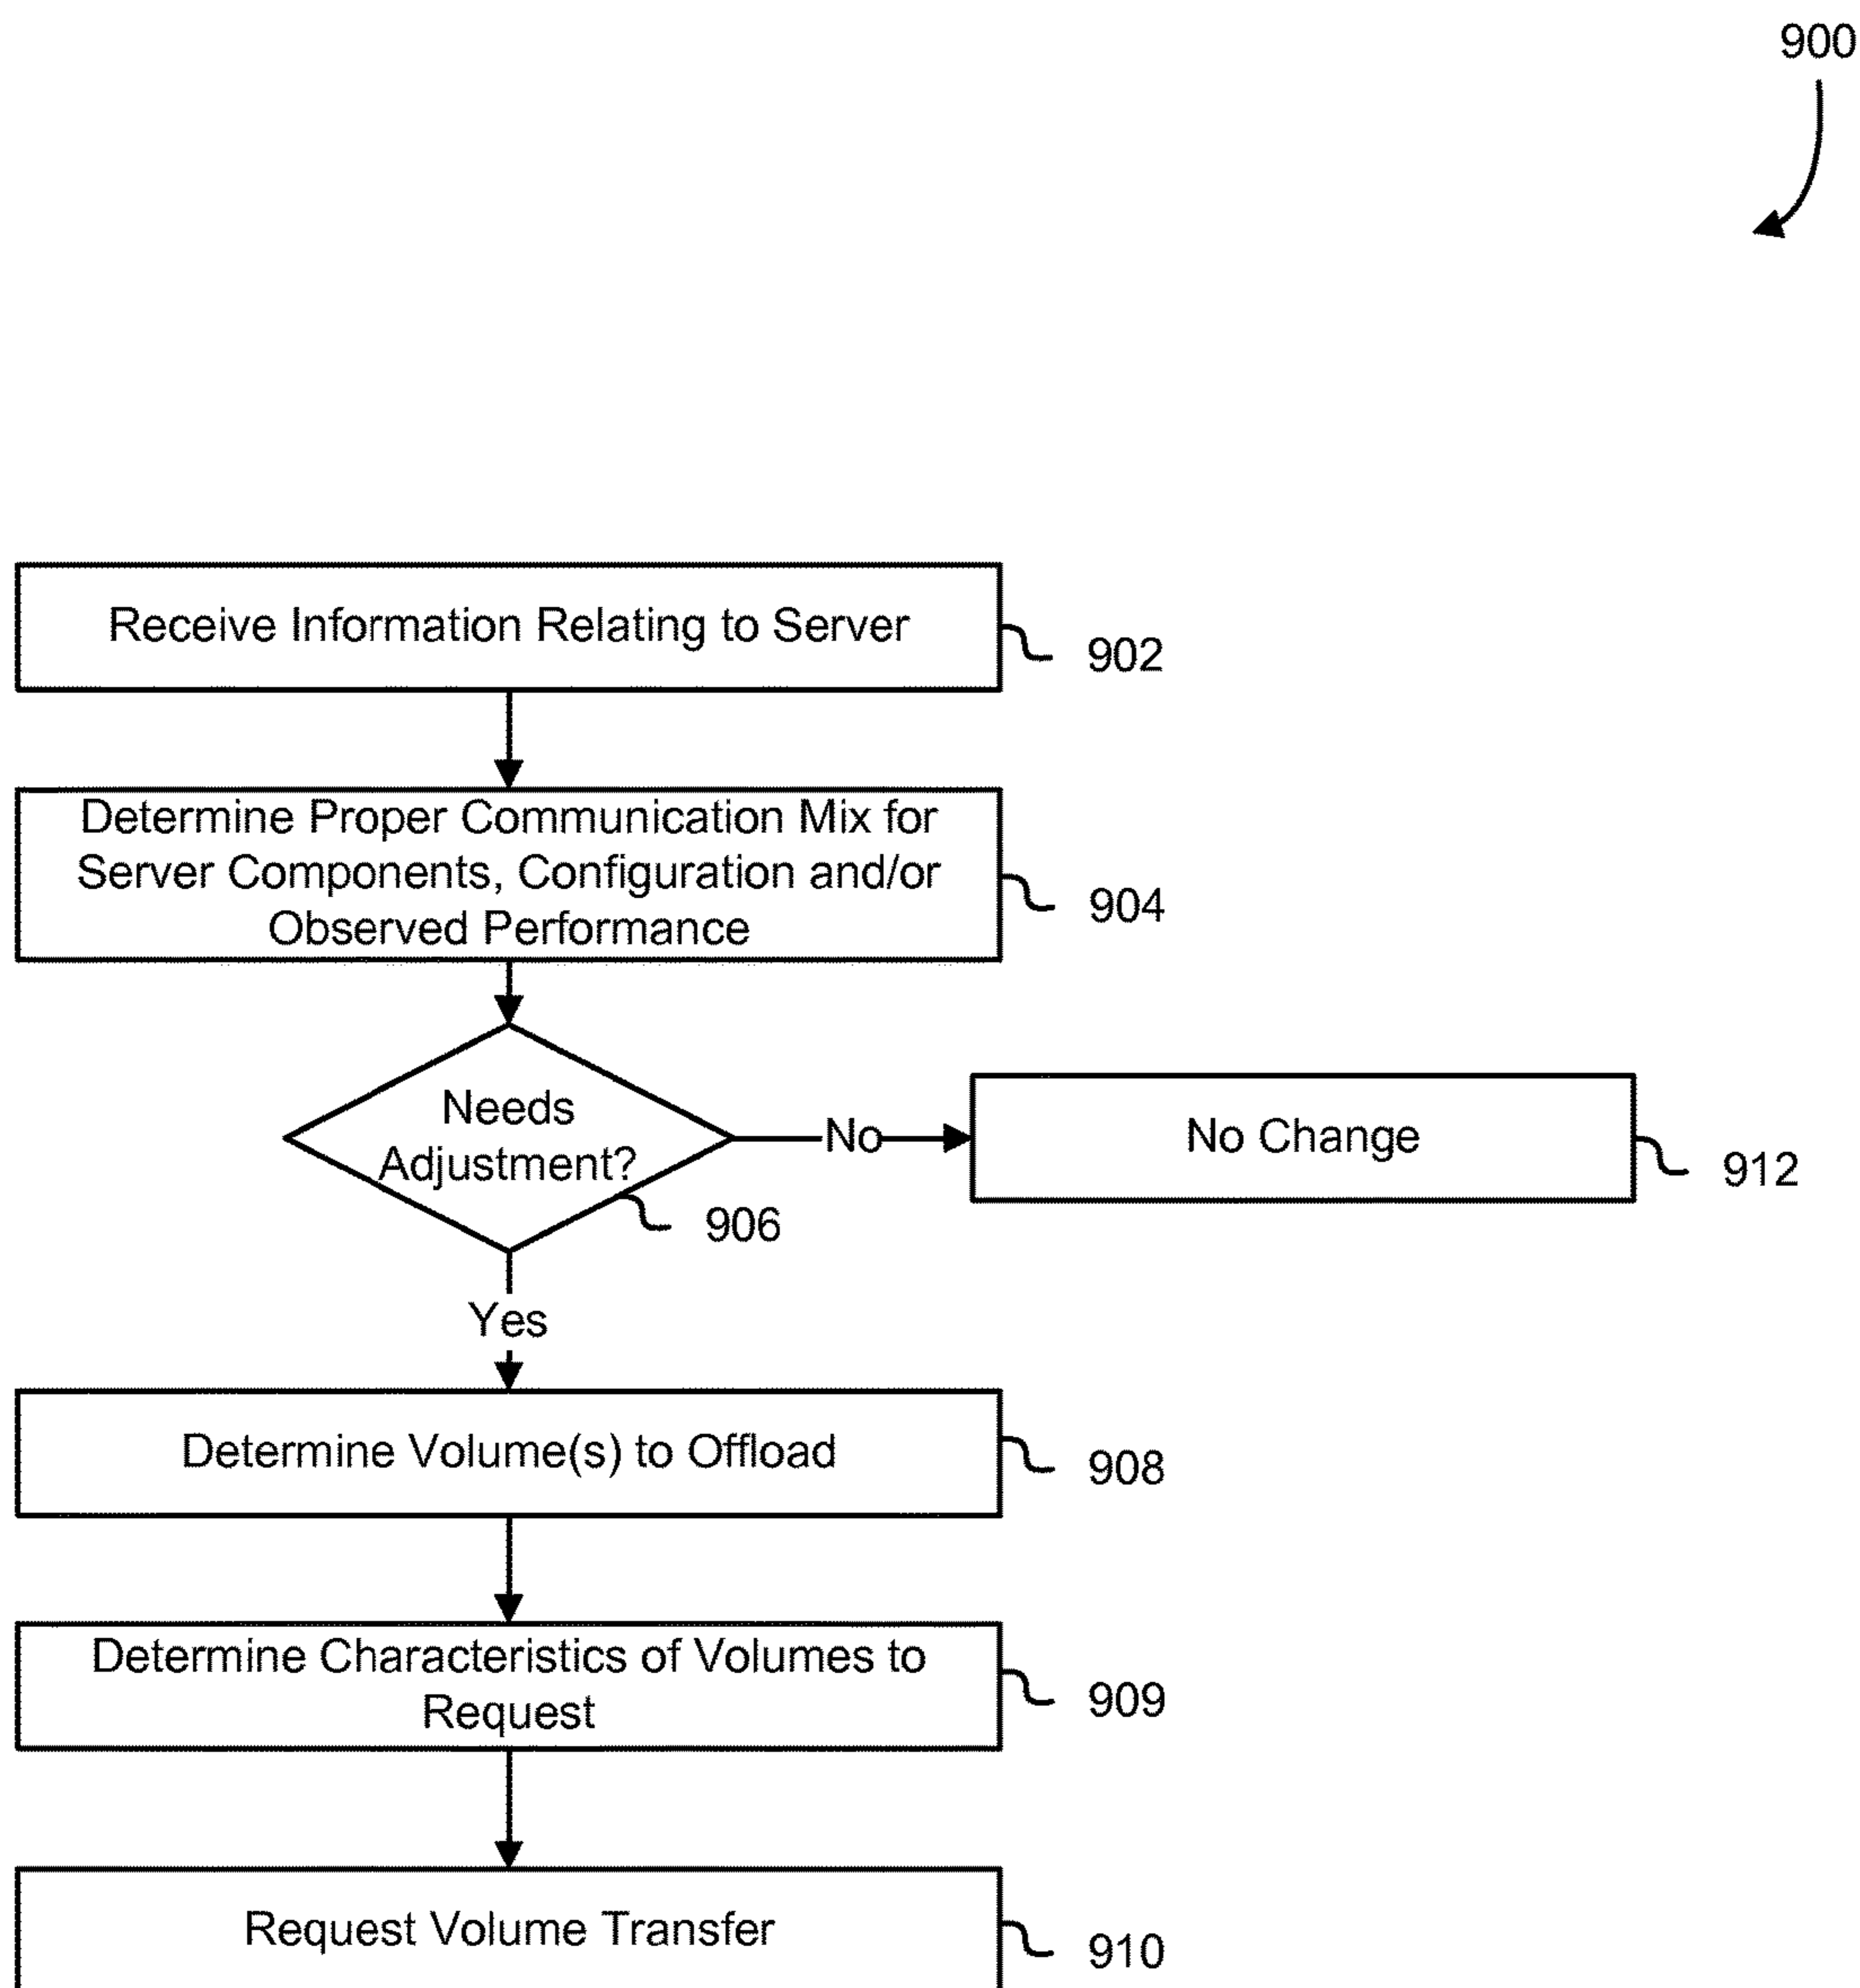 900
Receive Information Relating to Server
902
Determine Proper Communication Mix for
Server Components, Configuration and/or
Observed Performance
904
Needs
Adjustment?
906
No
No Change
912
Yes
Determine Volume(s) to Offload
908
Determine Characteristics of Volumes to
Request
909
Request Volume Transfer
910